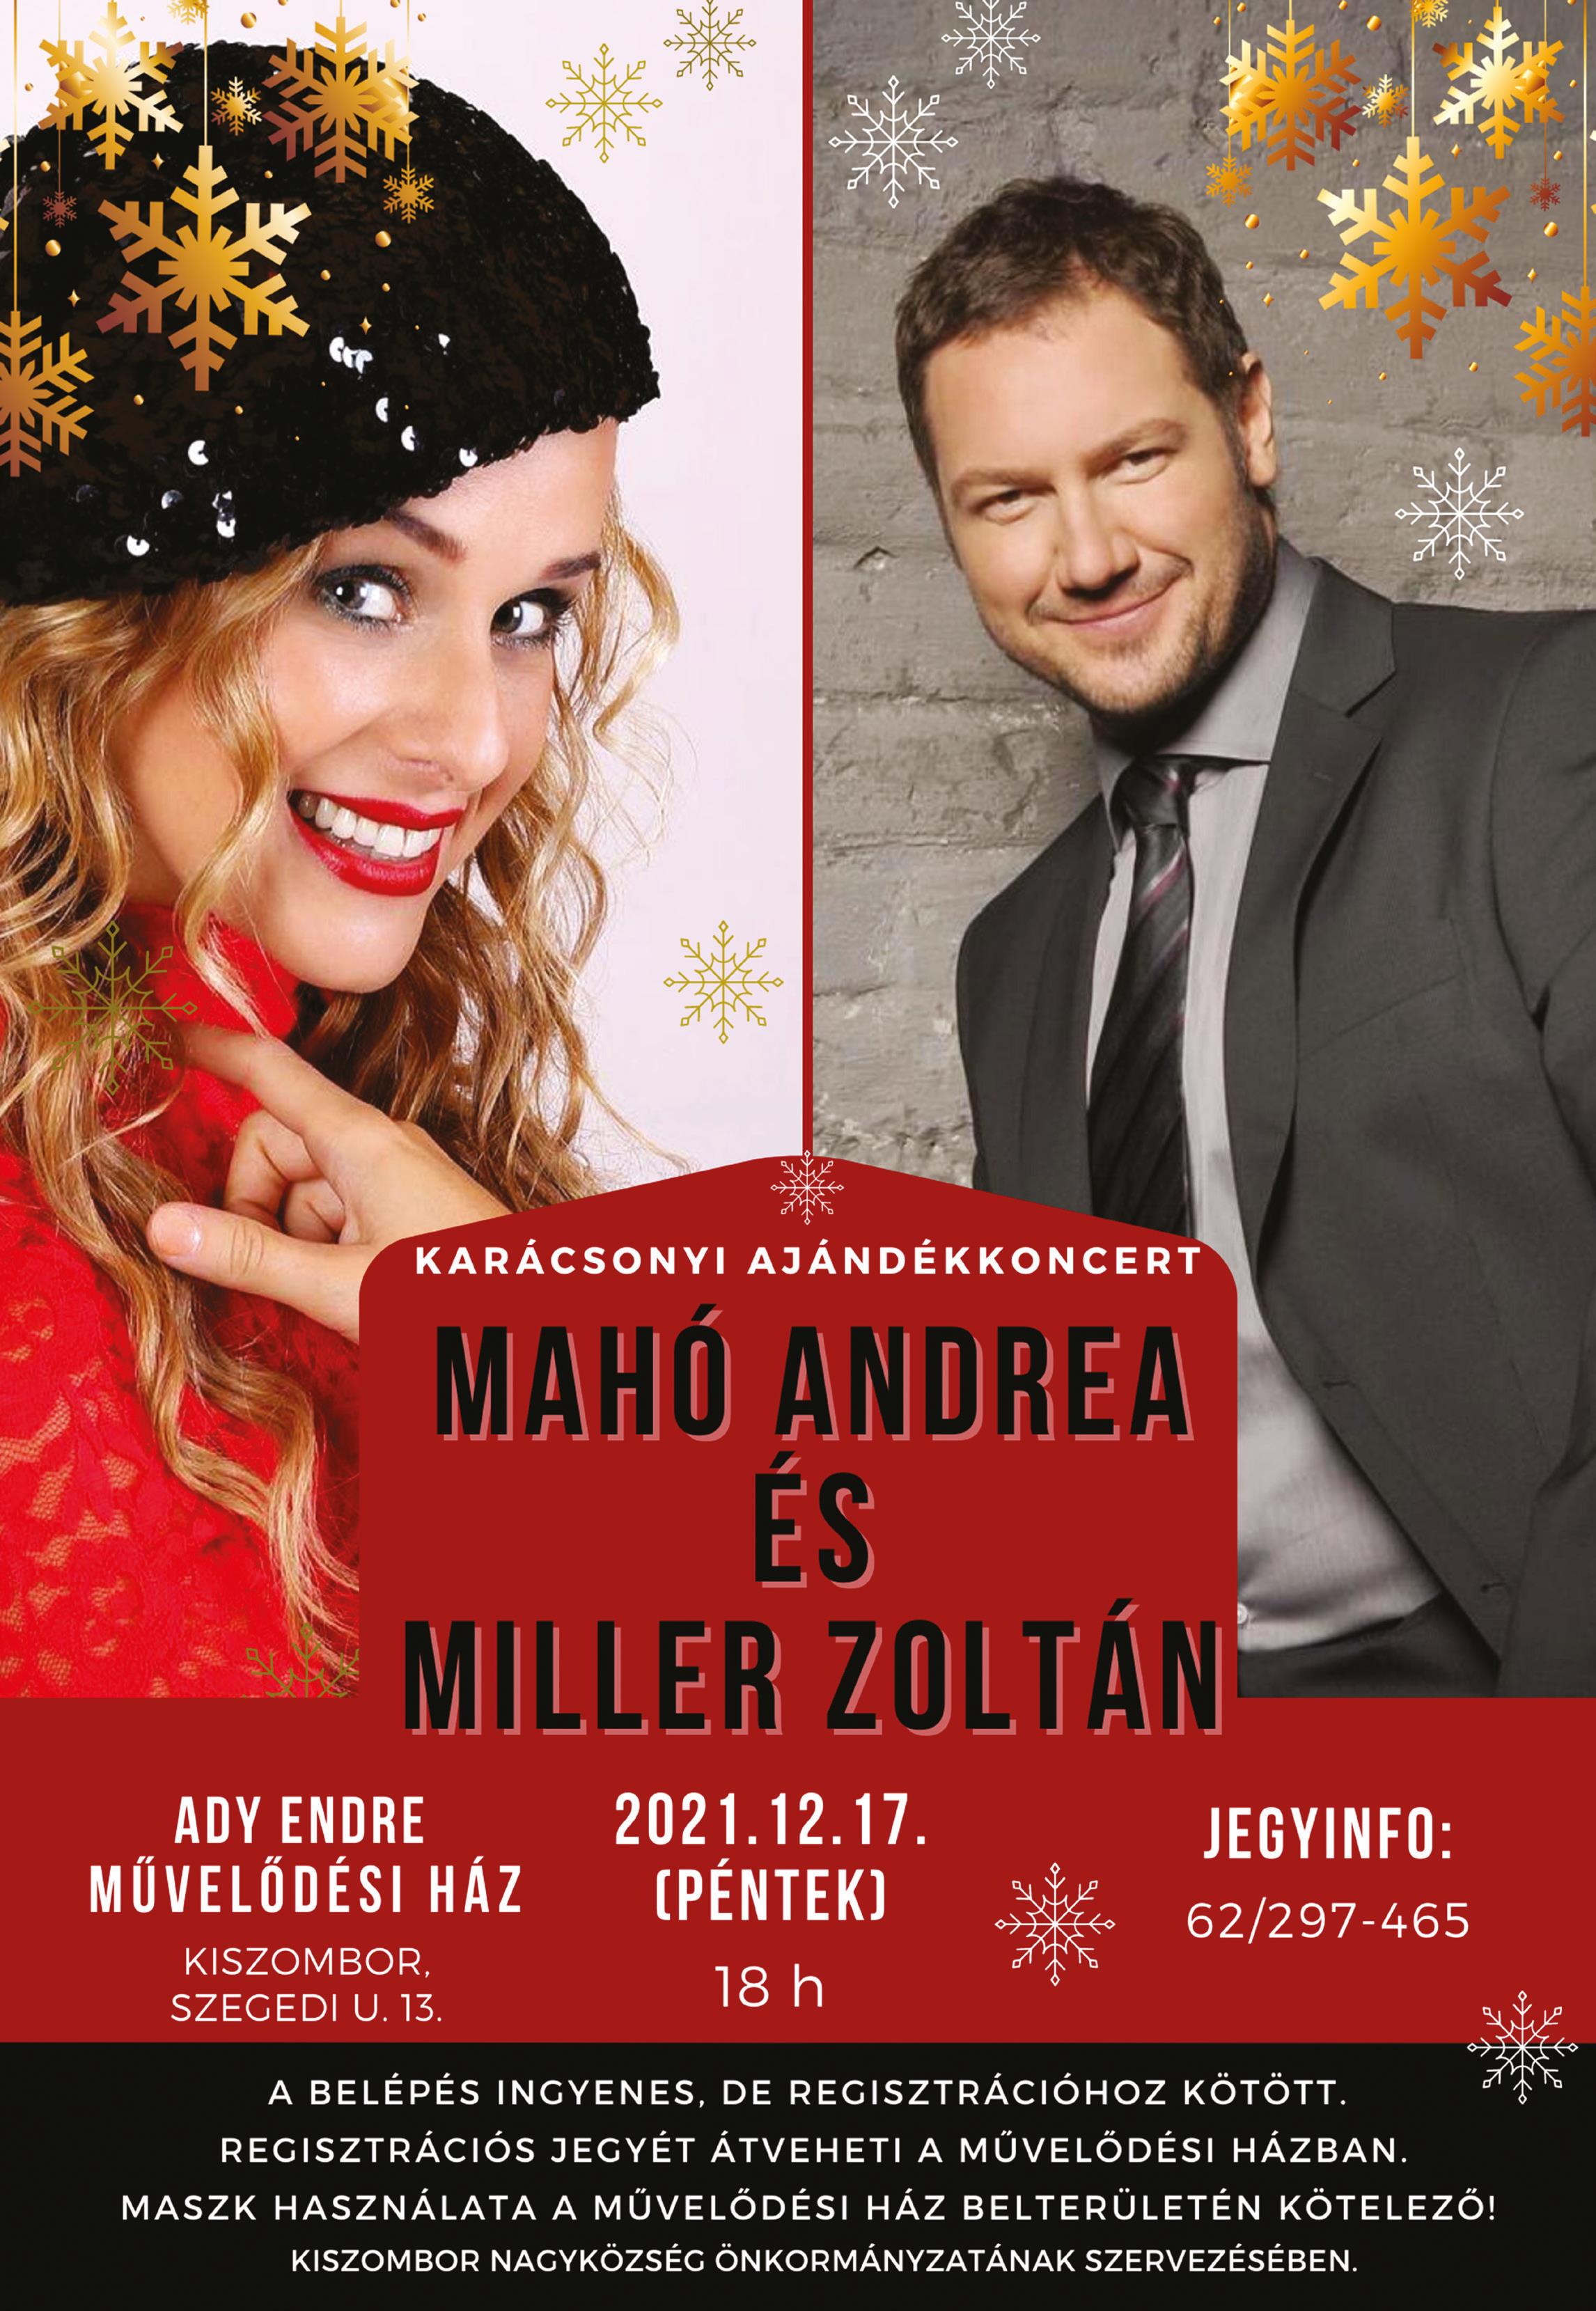 KARÁCSONYI AJÁNDÉKKONCERT
MAHÓ ANDREA
ÉS
MILLER ZOLTÁN
ADY ENDRE
MŰVELŐDÉSI HÁZ
KISZOMBOR,
SZEGEDI U. 13.
2021.12.17.
(PÉNTEK)
18 h
JEGYINFO:
62/297-465
A BELÉPÉS INGYENES, DE REGISZTRÁCIÓHOZ KÖTÖTT.
REGISZTRÁCIÓS JEGYÉT ÁTVEHETI A MŰVELŐDÉSI HÁZBAN.
MASZK HASZNÁLATA A MŰVELŐDÉSI HÁZ BELTERÜLETÉN KÖTELEZŐ!
KISZOMBOR NAGYKÖZSÉG ÖNKORMÁNYZATÁNAK SZERVEZÉSÉBEN.